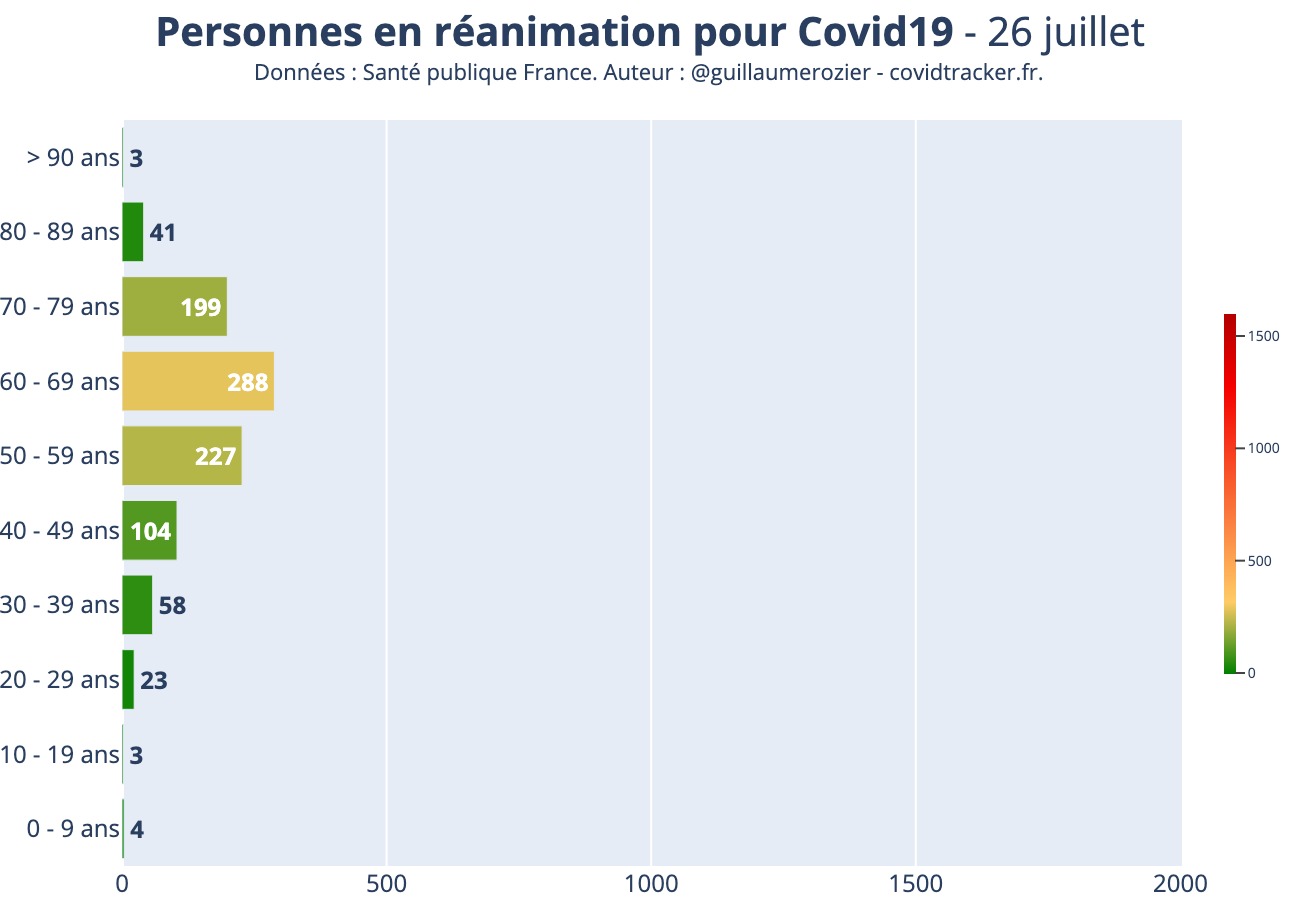 Personnes en réanimation pour Covid19 - 26 juillet
Données : Santé publique France. Auteur : @guillaumerozier - covidtracker.fr.
> 90 ans 3
80 - 89 ans 41
70 - 79 ans 199
60 - 69 ans 288
50 - 59 ans 227
40 - 49 ans 104
30 - 39 ans 58
20 - 29 ans 23
10 - 19 ans 3
0 - 9 ans 4
0 500 1000 1500 2000
1500
1000
500
0